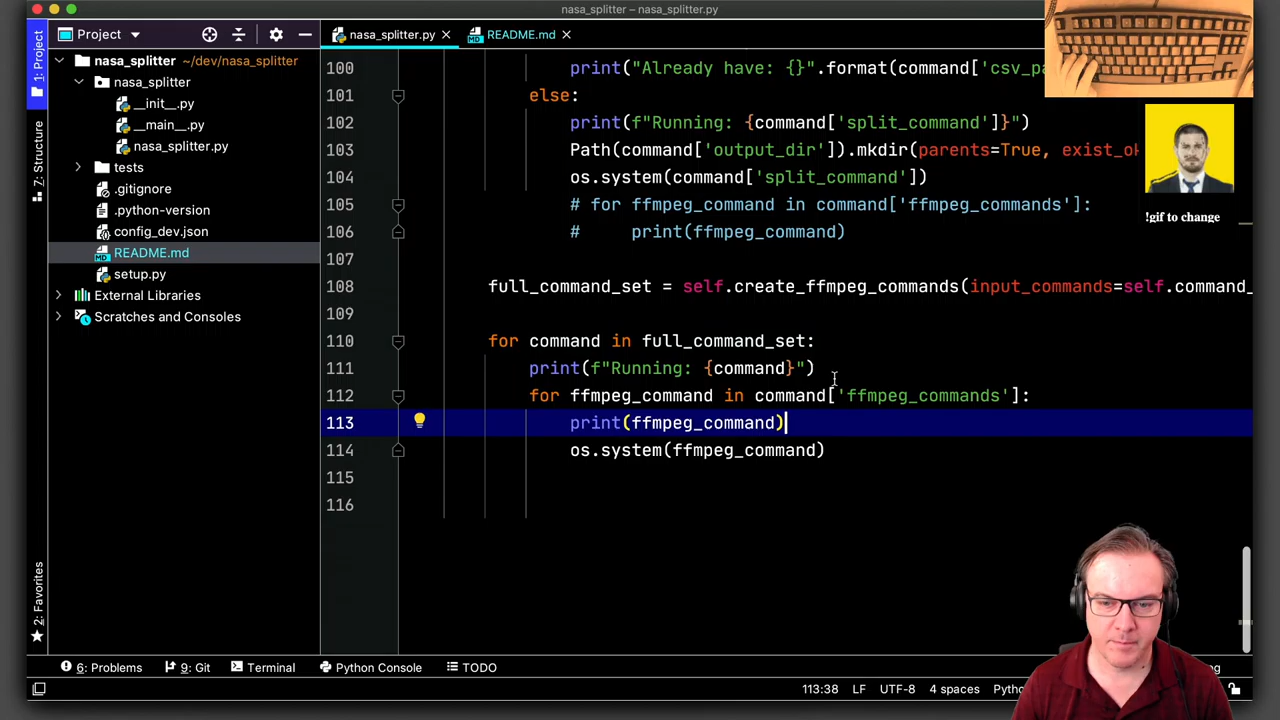 nasa_splitter – nasa_splitter.py
1: Project
7: Structure
2: Favorites
Project
nasa_splitter ~/dev/nasa_splitter
nasa_splitter
__init__.py
__main__.py
nasa_splitter.py
tests
.gitignore
.python-version
config_dev.json
README.md
setup.py
External Libraries
Scratches and Consoles
nasa_splitter.py
README.md
100 print("Already have: {}".format(command['csv_pa
101 else:
102 print(f"Running: {command['split_command']}")
103 Path(command['output_dir']).mkdir(parents=True, exist_ok
104 os.system(command['split_command'])
105 # for ffmpeg_command in command['ffmpeg_commands']:
106 #     print(ffmpeg_command)
107
108 full_command_set = self.create_ffmpeg_commands(input_commands=self.command_
109
110 for command in full_command_set:
111 print(f"Running: {command}")
112 for ffmpeg_command in command['ffmpeg_commands']:
113 print(ffmpeg_command)
114 os.system(ffmpeg_command)
115
116
!gif to change
6: Problems
9: Git
Terminal
Python Console
TODO
113:38
LF
UTF-8
4 spaces